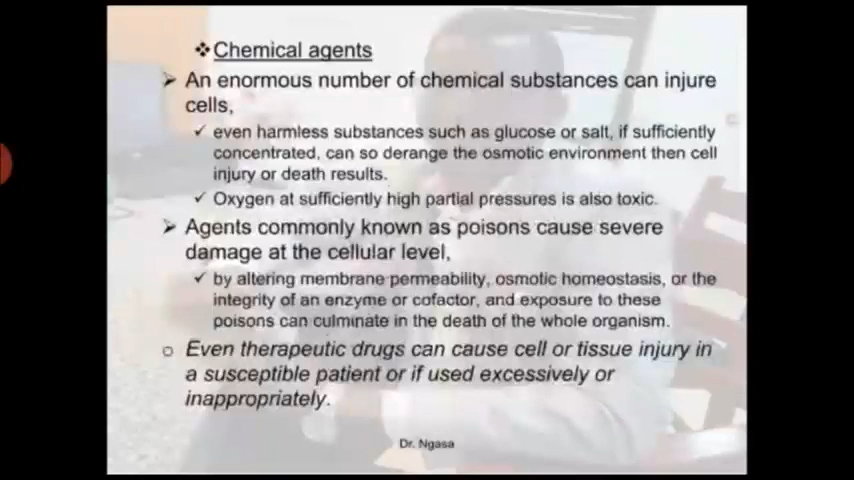 ❖Chemical agents
➢ An enormous number of chemical substances can injure
cells,
✓ even harmless substances such as glucose or salt, if sufficiently
concentrated, can so derange the osmotic environment then cell
injury or death results.
✓ Oxygen at sufficiently high partial pressures is also toxic.
➢ Agents commonly known as poisons cause severe
damage at the cellular level,
✓ by altering membrane permeability, osmotic homeostasis, or the
integrity of an enzyme or cofactor, and exposure to these
poisons can culminate in the death of the whole organism.
o Even therapeutic drugs can cause cell or tissue injury in
a susceptible patient or if used excessively or
inappropriately.
Dr. Ngasa